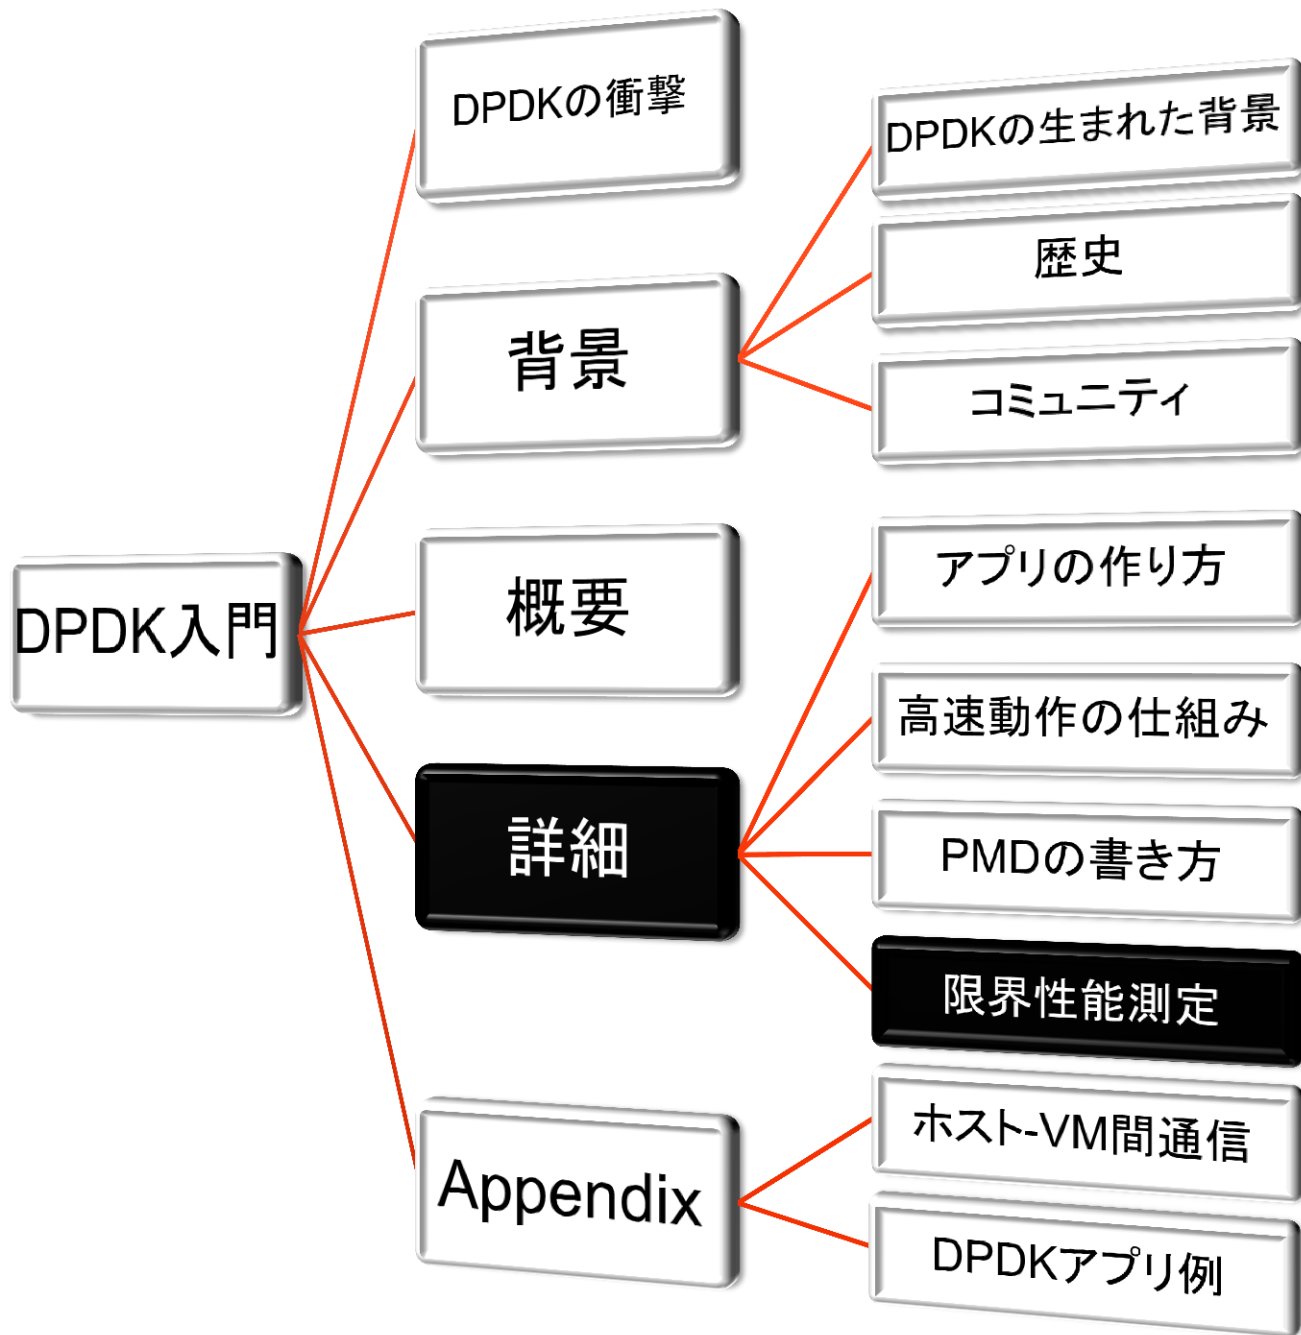 DPDK入門
DPDKの衝撃
背景
DPDKの生まれた背景
歴史
コミュニティ
概要
詳細
アプリの作り方
高速動作の仕組み
PMDの書き方
限界性能測定
Appendix
ホスト-VM間通信
DPDKアプリ例